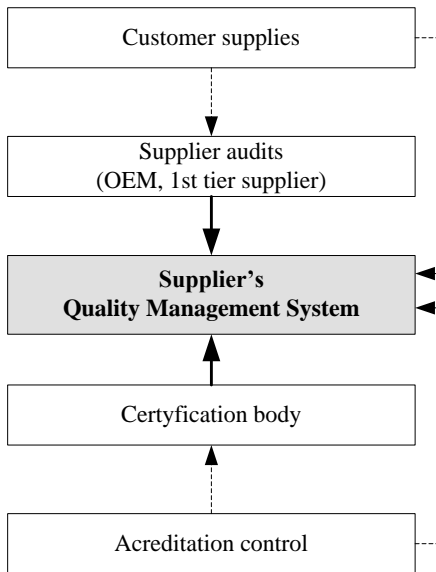 Customer supplies
Supplier audits
(OEM, 1st tier supplier)
Supplier’s
Quality Management System
Certyfication body
Acreditation control